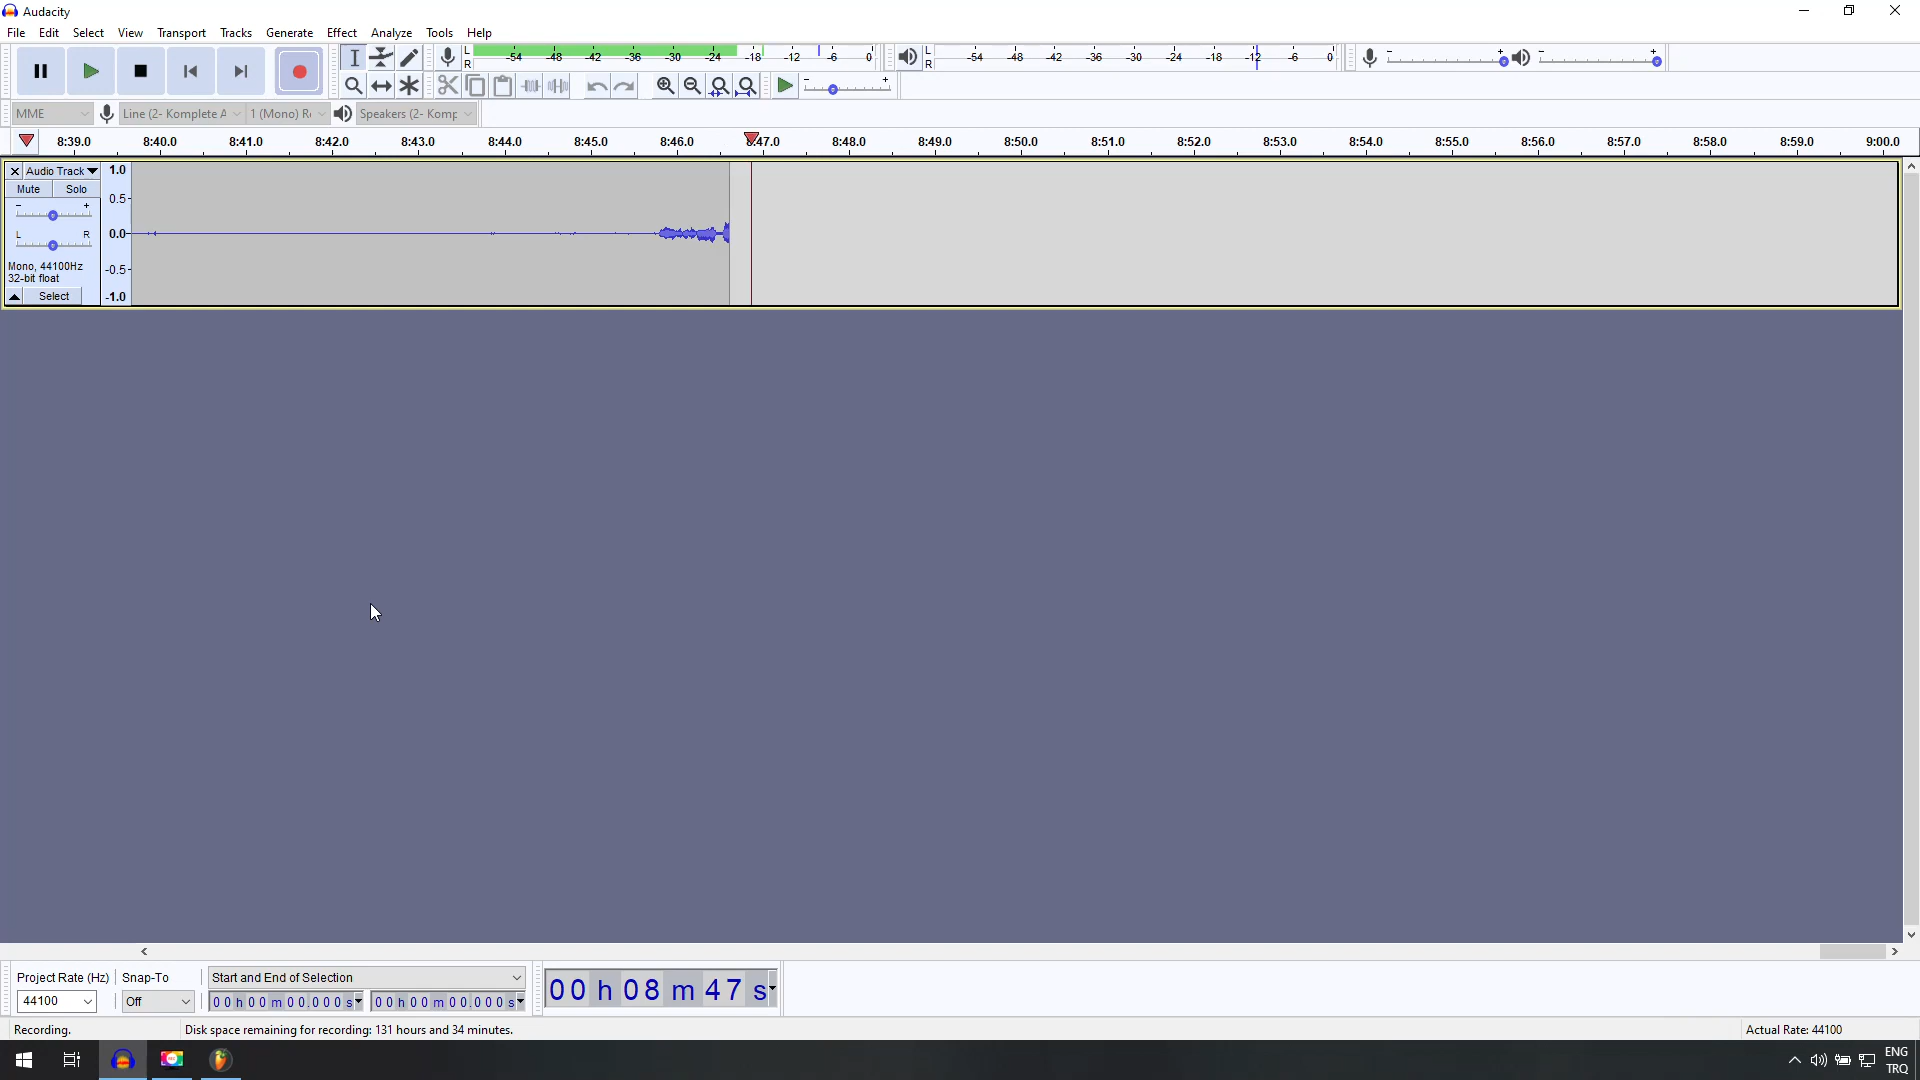 Audacity
File Edit Select View Transport Tracks Generate Effect Analyze Tools Help
L R -54 -48 -42 -36 -30 -24 -18 -12 -6 0
L R -54 -48 -42 -36 -30 -24 -18 -12 -6 0
MME Line (2- Komplete A 1 (Mono) R Speakers (2- Komp
8:39.0 8:40.0 8:41.0 8:42.0 8:43.0 8:44.0 8:45.0 8:46.0 8:47.0 8:48.0 8:49.0 8:50.0 8:51.0 8:52.0 8:53.0 8:54.0 8:55.0 8:56.0 8:57.0 8:58.0 8:59.0 9:00.0
Audio Track 1.0
Mute Solo
0.5
L R 0.0
Mono, 44100Hz
32-bit float
-0.5
Select -1.0
Project Rate (Hz) Snap-To Start and End of Selection
44100 Off 00 h 00 m 00.000 s 00 h 00 m 00.000 s
00 h 08 m 47 s
Recording. Disk space remaining for recording: 131 hours and 34 minutes. Actual Rate: 44100
ENG
TRQ